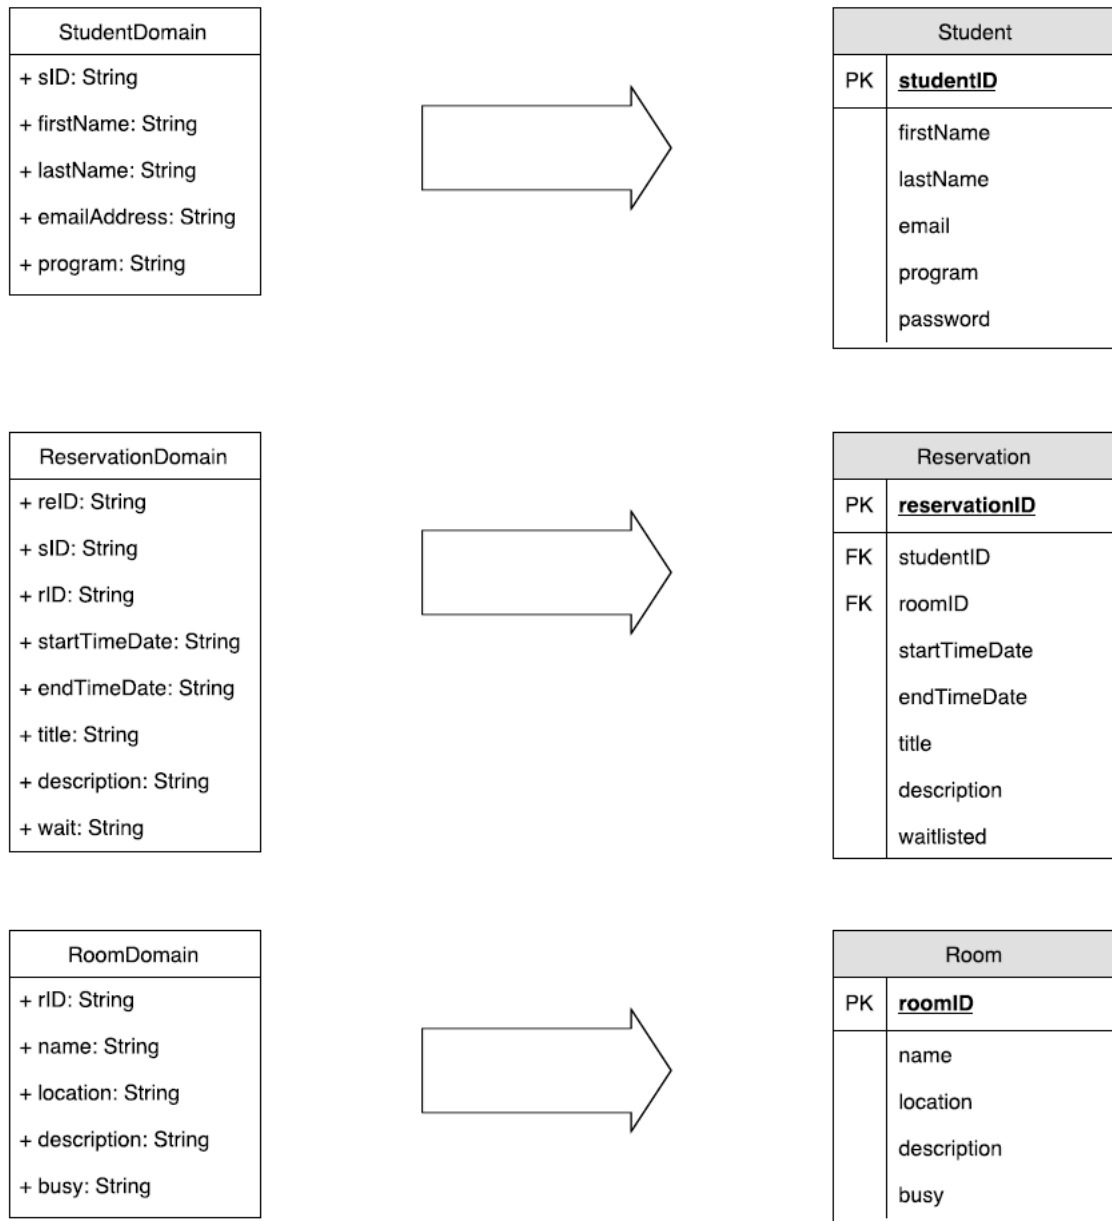 StudentDomain
+ sID: String
+ firstName: String
+ lastName: String
+ emailAddress: String
+ program: String
Student
PK studentID
firstName
lastName
email
program
password
ReservationDomain
+ reID: String
+ sID: String
+ rID: String
+ startTimeDate: String
+ endTimeDate: String
+ title: String
+ description: String
+ wait: String
Reservation
PK reservationID
FK studentID
FK roomID
startTimeDate
endTimeDate
title
description
waitlisted
RoomDomain
+ rID: String
+ name: String
+ location: String
+ description: String
+ busy: String
Room
PK roomID
name
location
description
busy